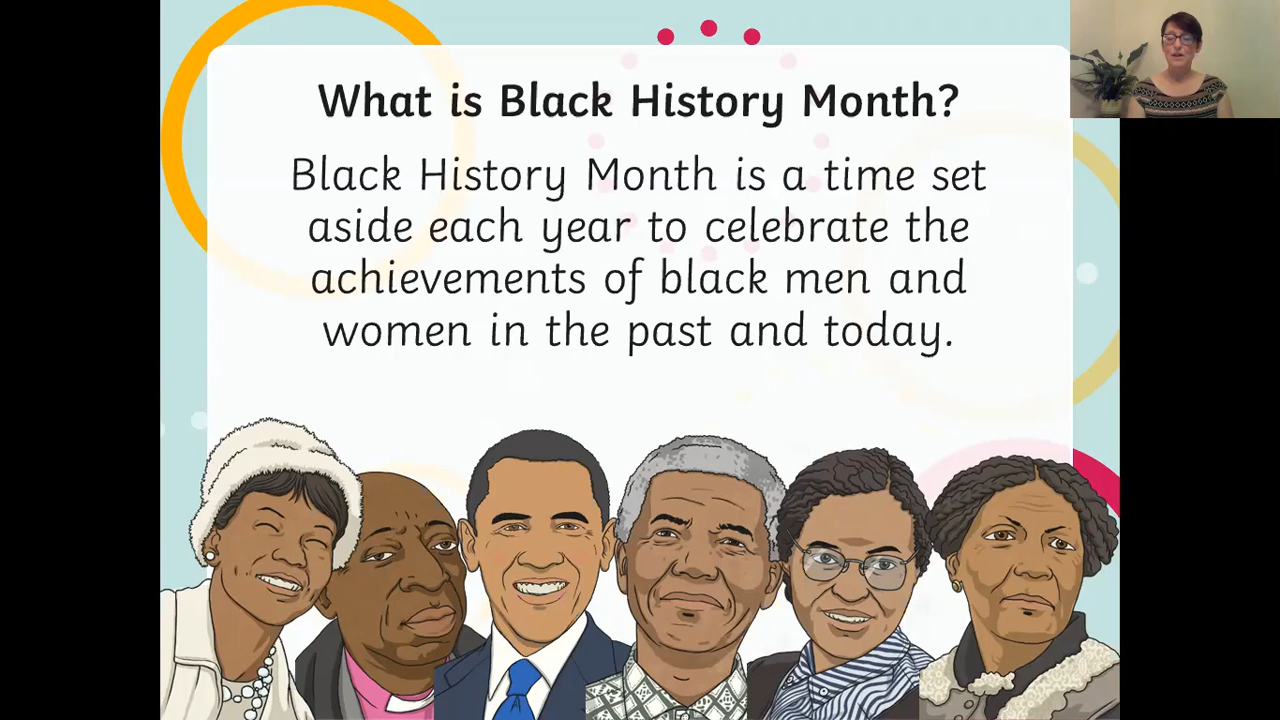 What is Black History Month?
Black History Month is a time set
aside each year to celebrate the
achievements of black men and
women in the past and today.